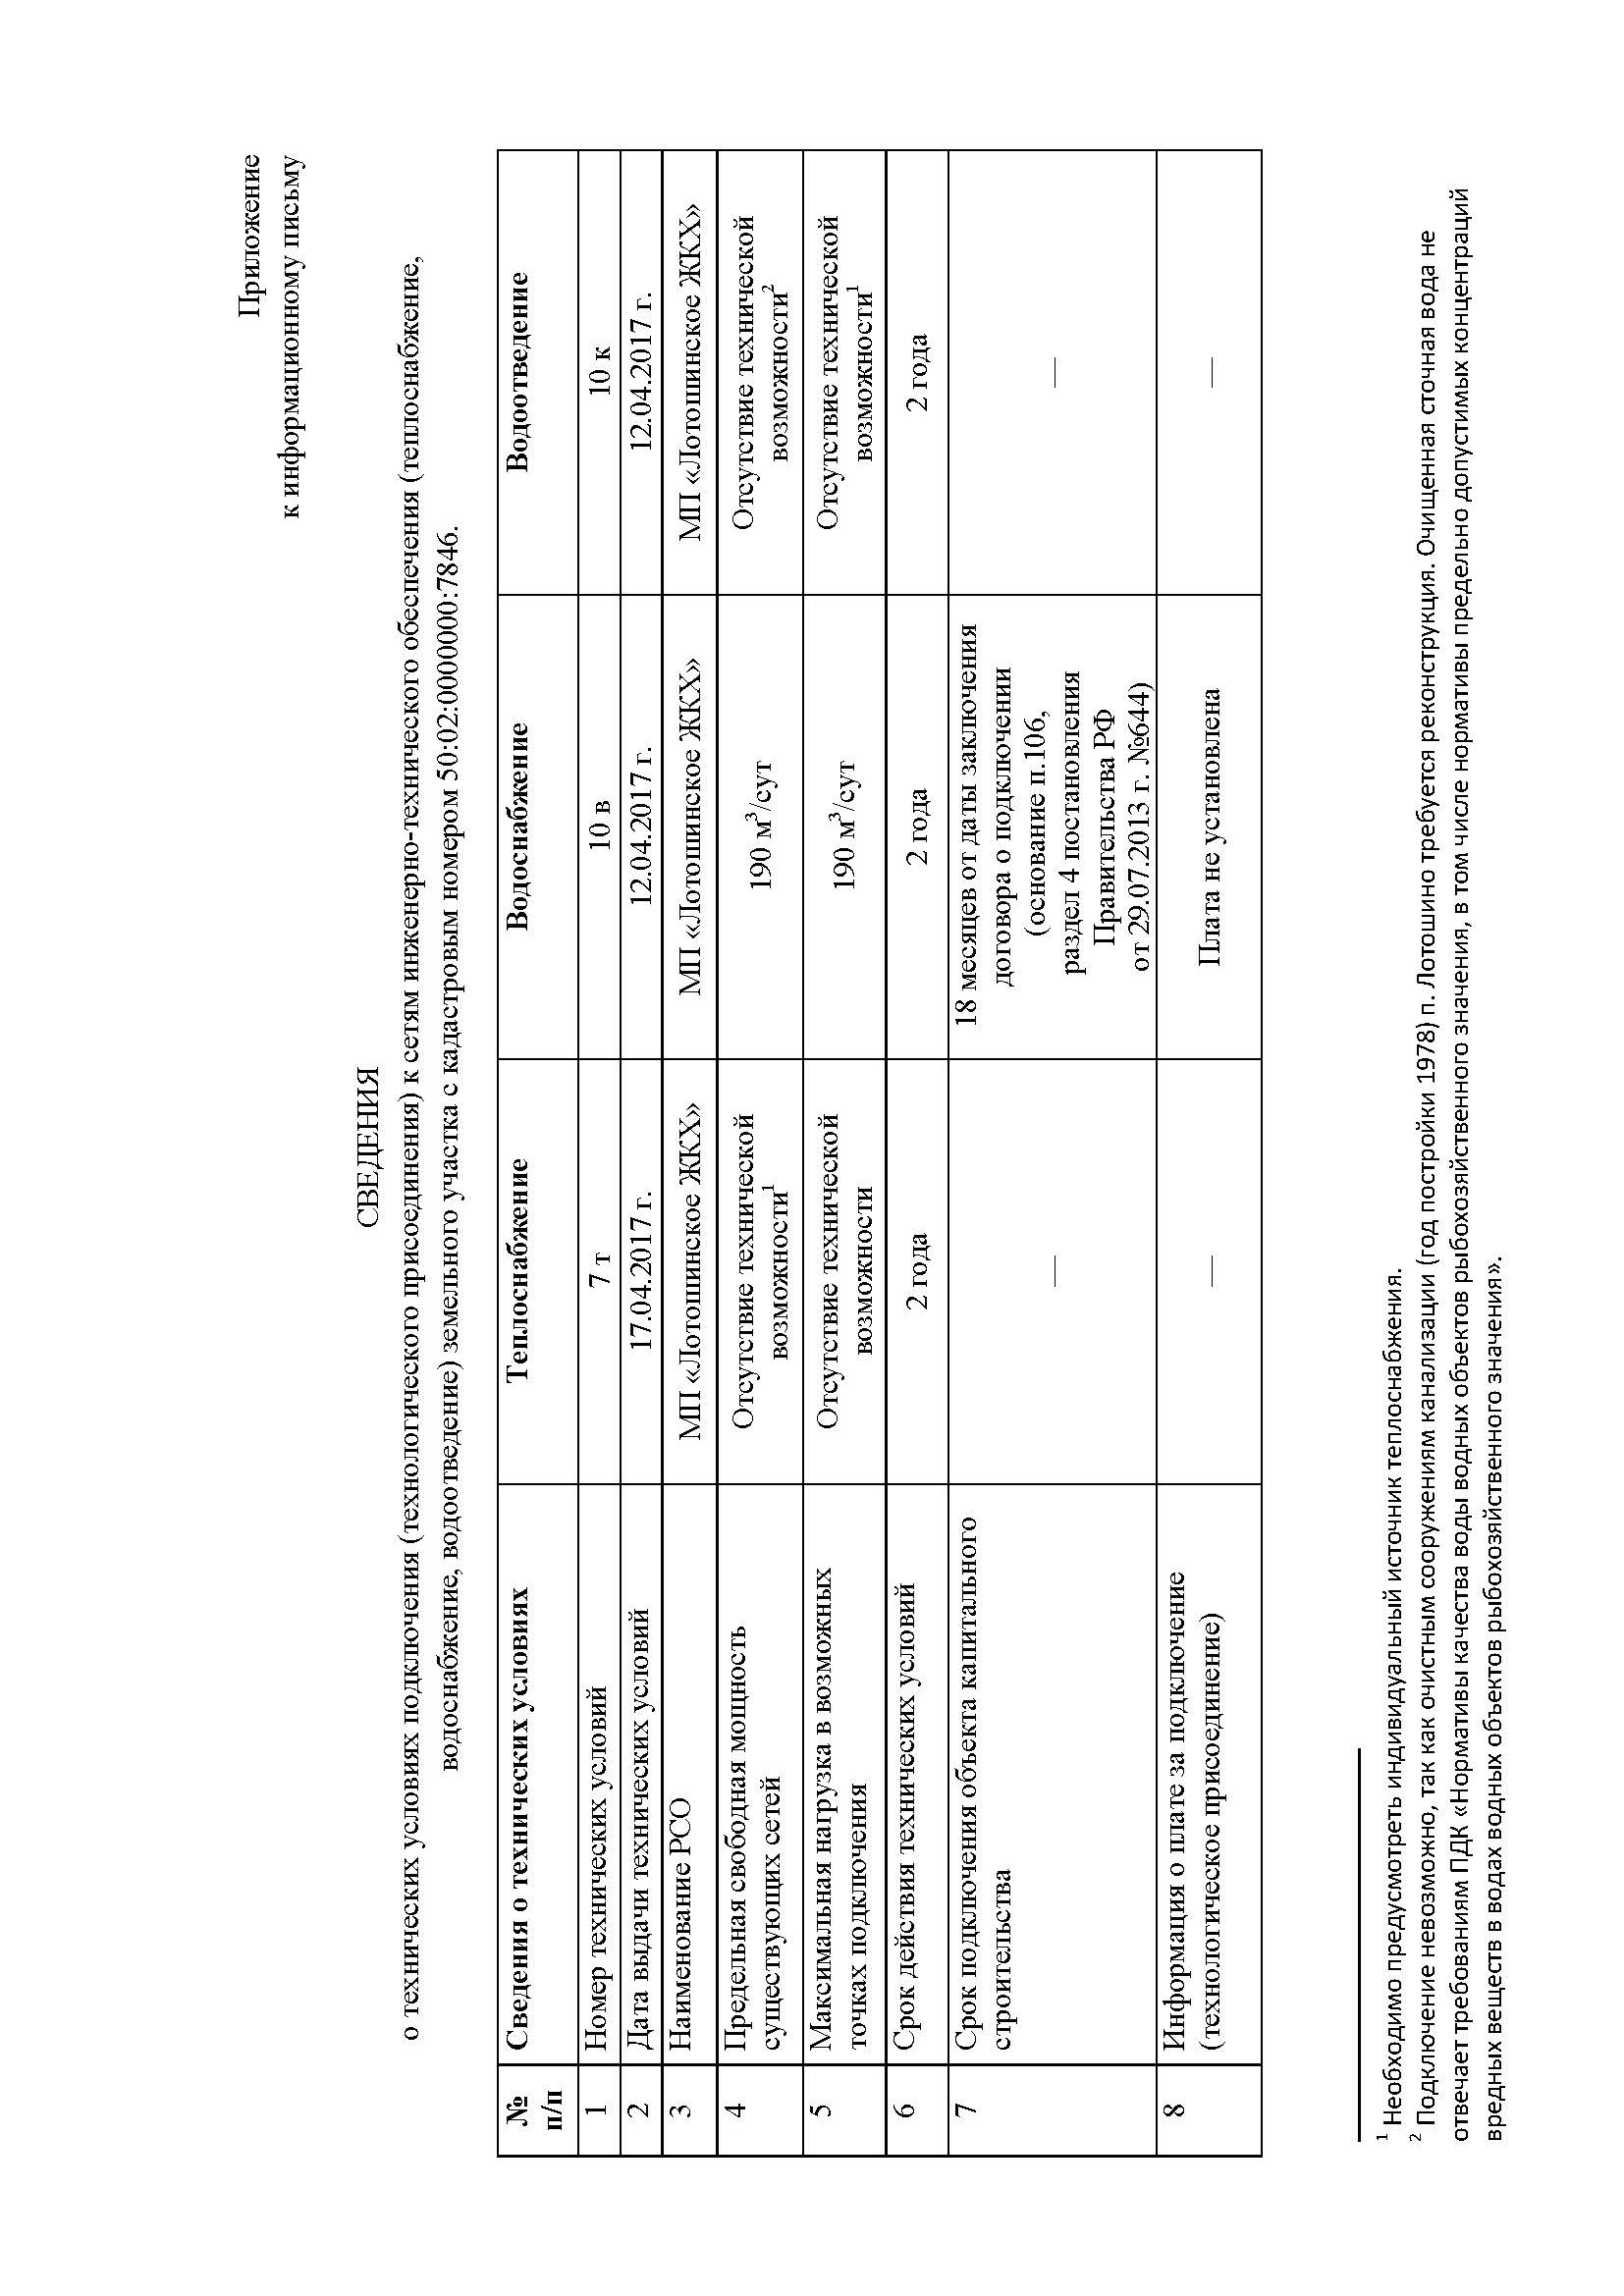 Приложение
к информационному письму
СВЕДЕНИЯ
о технических условиях подключения (технологического присоединения) к сетям инженерно-технического обеспечения (теплоснабжение,
водоснабжение, водоотведение) земельного участка с кадастровым номером 50:02:0000000:7846.
№ п/п Сведения о технических условиях Теплоснабжение Водоснабжение Водоотведение
1 Номер технических условий 7 т 10 в 10 к
2 Дата выдачи технических условий 17.04.2017 г. 12.04.2017 г. 12.04.2017 г.
3 Наименование РСО МП «Лотошинское ЖКХ» МП «Лотошинское ЖКХ» МП «Лотошинское ЖКХ»
4 Предельная свободная мощность
существующих сетей
Отсутствие технической
возможности¹
190 м³/сут
Отсутствие технической
возможности²
5 Максимальная нагрузка в возможных
точках подключения
Отсутствие технической
возможности
190 м³/сут
Отсутствие технической
возможности¹
6 Срок действия технических условий 2 года 2 года 2 года
7 Срок подключения объекта капитального
строительства
—
18 месяцев от даты заключения
договора о подключении
(основание п.106,
раздел 4 постановления
Правительства РФ
от 29.07.2013 г. №644)
—
8 Информация о плате за подключение
(технологическое присоединение)
—
Плата не установлена
—
¹ Необходимо предусмотреть индивидуальный источник теплоснабжения.
² Подключение невозможно, так как очистным сооружениям канализации (год постройки 1978) п. Лотошино требуется реконструкция. Очищенная сточная вода не
отвечает требованиям ПДК «Нормативы качества воды водных объектов рыбохозяйственного значения, в том числе нормативы предельно допустимых концентраций
вредных веществ в водах водных объектов рыбохозяйственного значения».